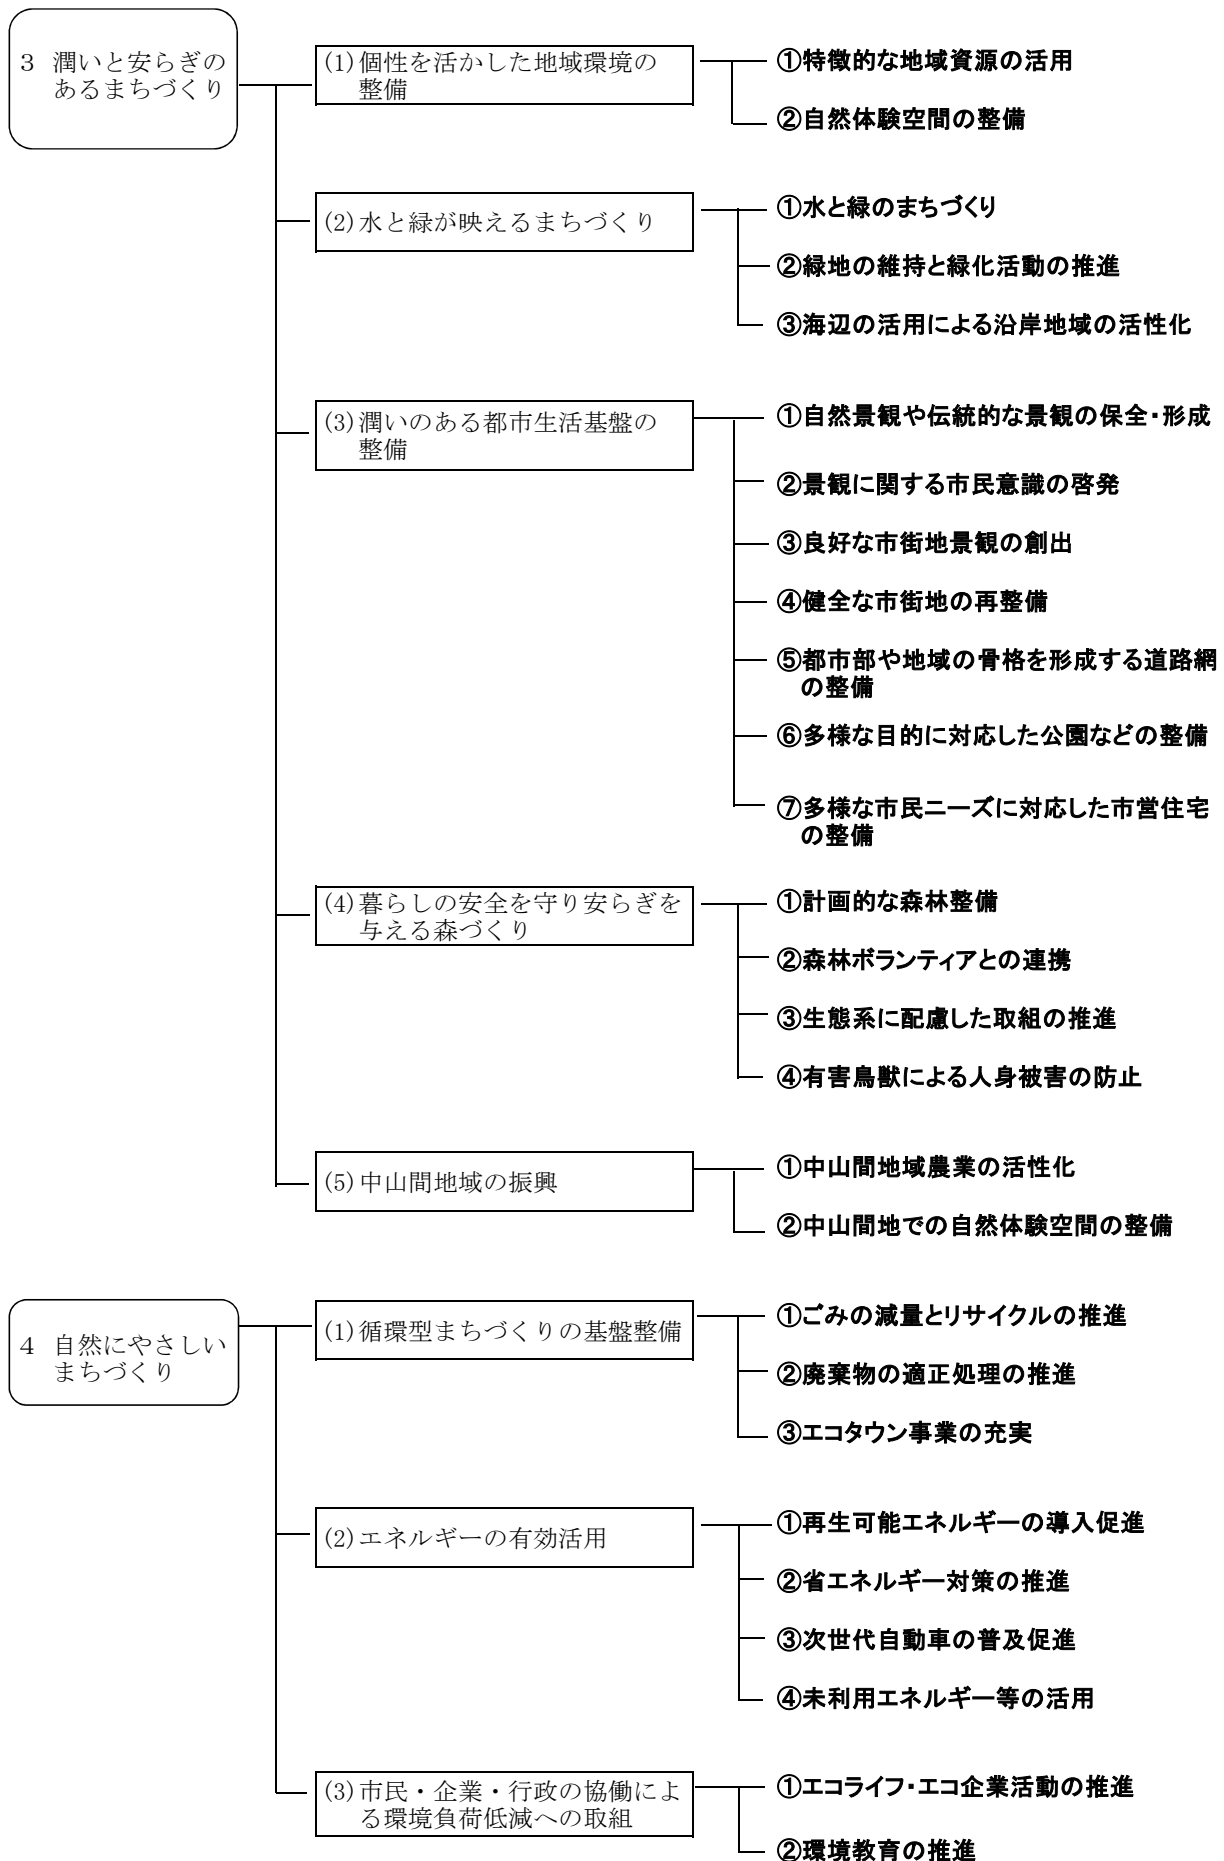 ３ 潤いと安らぎの
あるまちづくり
(1)個性を活かした地域環境の
整備
①特徴的な地域資源の活用
②自然体験空間の整備
(2)水と緑が映えるまちづくり
①水と緑のまちづくり
②緑地の維持と緑化活動の推進
③海辺の活用による沿岸地域の活性化
(3)潤いのある都市生活基盤の
整備
①自然景観や伝統的な景観の保全・形成
②景観に関する市民意識の啓発
③良好な市街地景観の創出
④健全な市街地の再整備
⑤都市部や地域の骨格を形成する道路網
の整備
⑥多様な目的に対応した公園などの整備
⑦多様な市民ニーズに対応した市営住宅
の整備
(4)暮らしの安全を守り安らぎを
与える森づくり
①計画的な森林整備
②森林ボランティアとの連携
③生態系に配慮した取組の推進
④有害鳥獣による人身被害の防止
(5)中山間地域の振興
①中山間地域農業の活性化
②中山間地での自然体験空間の整備
４ 自然にやさしい
まちづくり
(1)循環型まちづくりの基盤整備
①ごみの減量とリサイクルの推進
②廃棄物の適正処理の推進
③エコタウン事業の充実
(2)エネルギーの有効活用
①再生可能エネルギーの導入促進
②省エネルギー対策の推進
③次世代自動車の普及促進
④未利用エネルギー等の活用
(3)市民・企業・行政の協働によ
る環境負荷低減への取組
①エコライフ・エコ企業活動の推進
②環境教育の推進